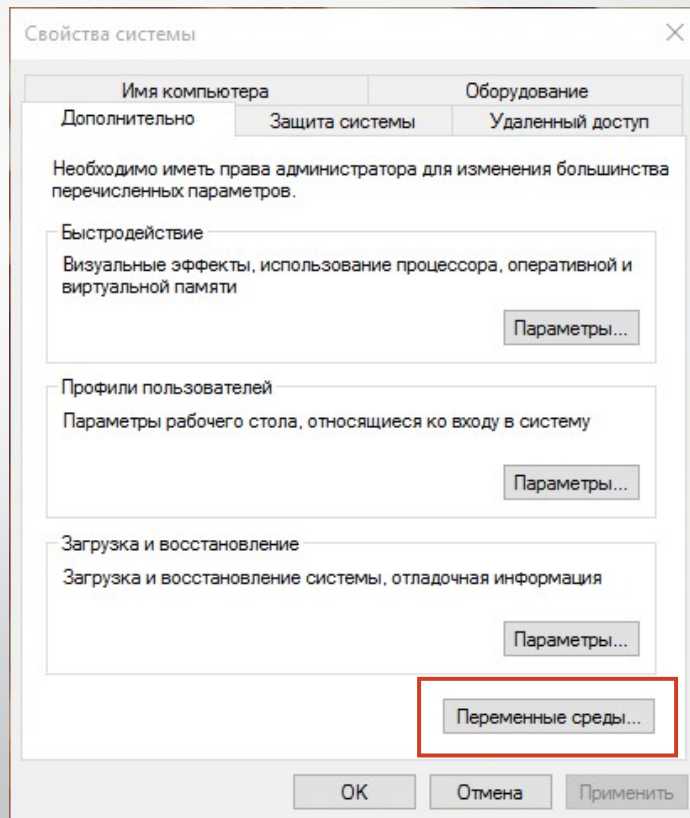 Свойства системы
Имя компьютера
Оборудование
Дополнительно
Защита системы
Удаленный доступ
Необходимо иметь права администратора для изменения большинства
перечисленных параметров.
Быстродействие
Визуальные эффекты, использование процессора, оперативной и
виртуальной памяти
Параметры...
Профили пользователей
Параметры рабочего стола, относящиеся ко входу в систему
Параметры...
Загрузка и восстановление
Загрузка и восстановление системы, отладочная информация
Параметры...
Переменные среды...
ОК
Отмена
Применить